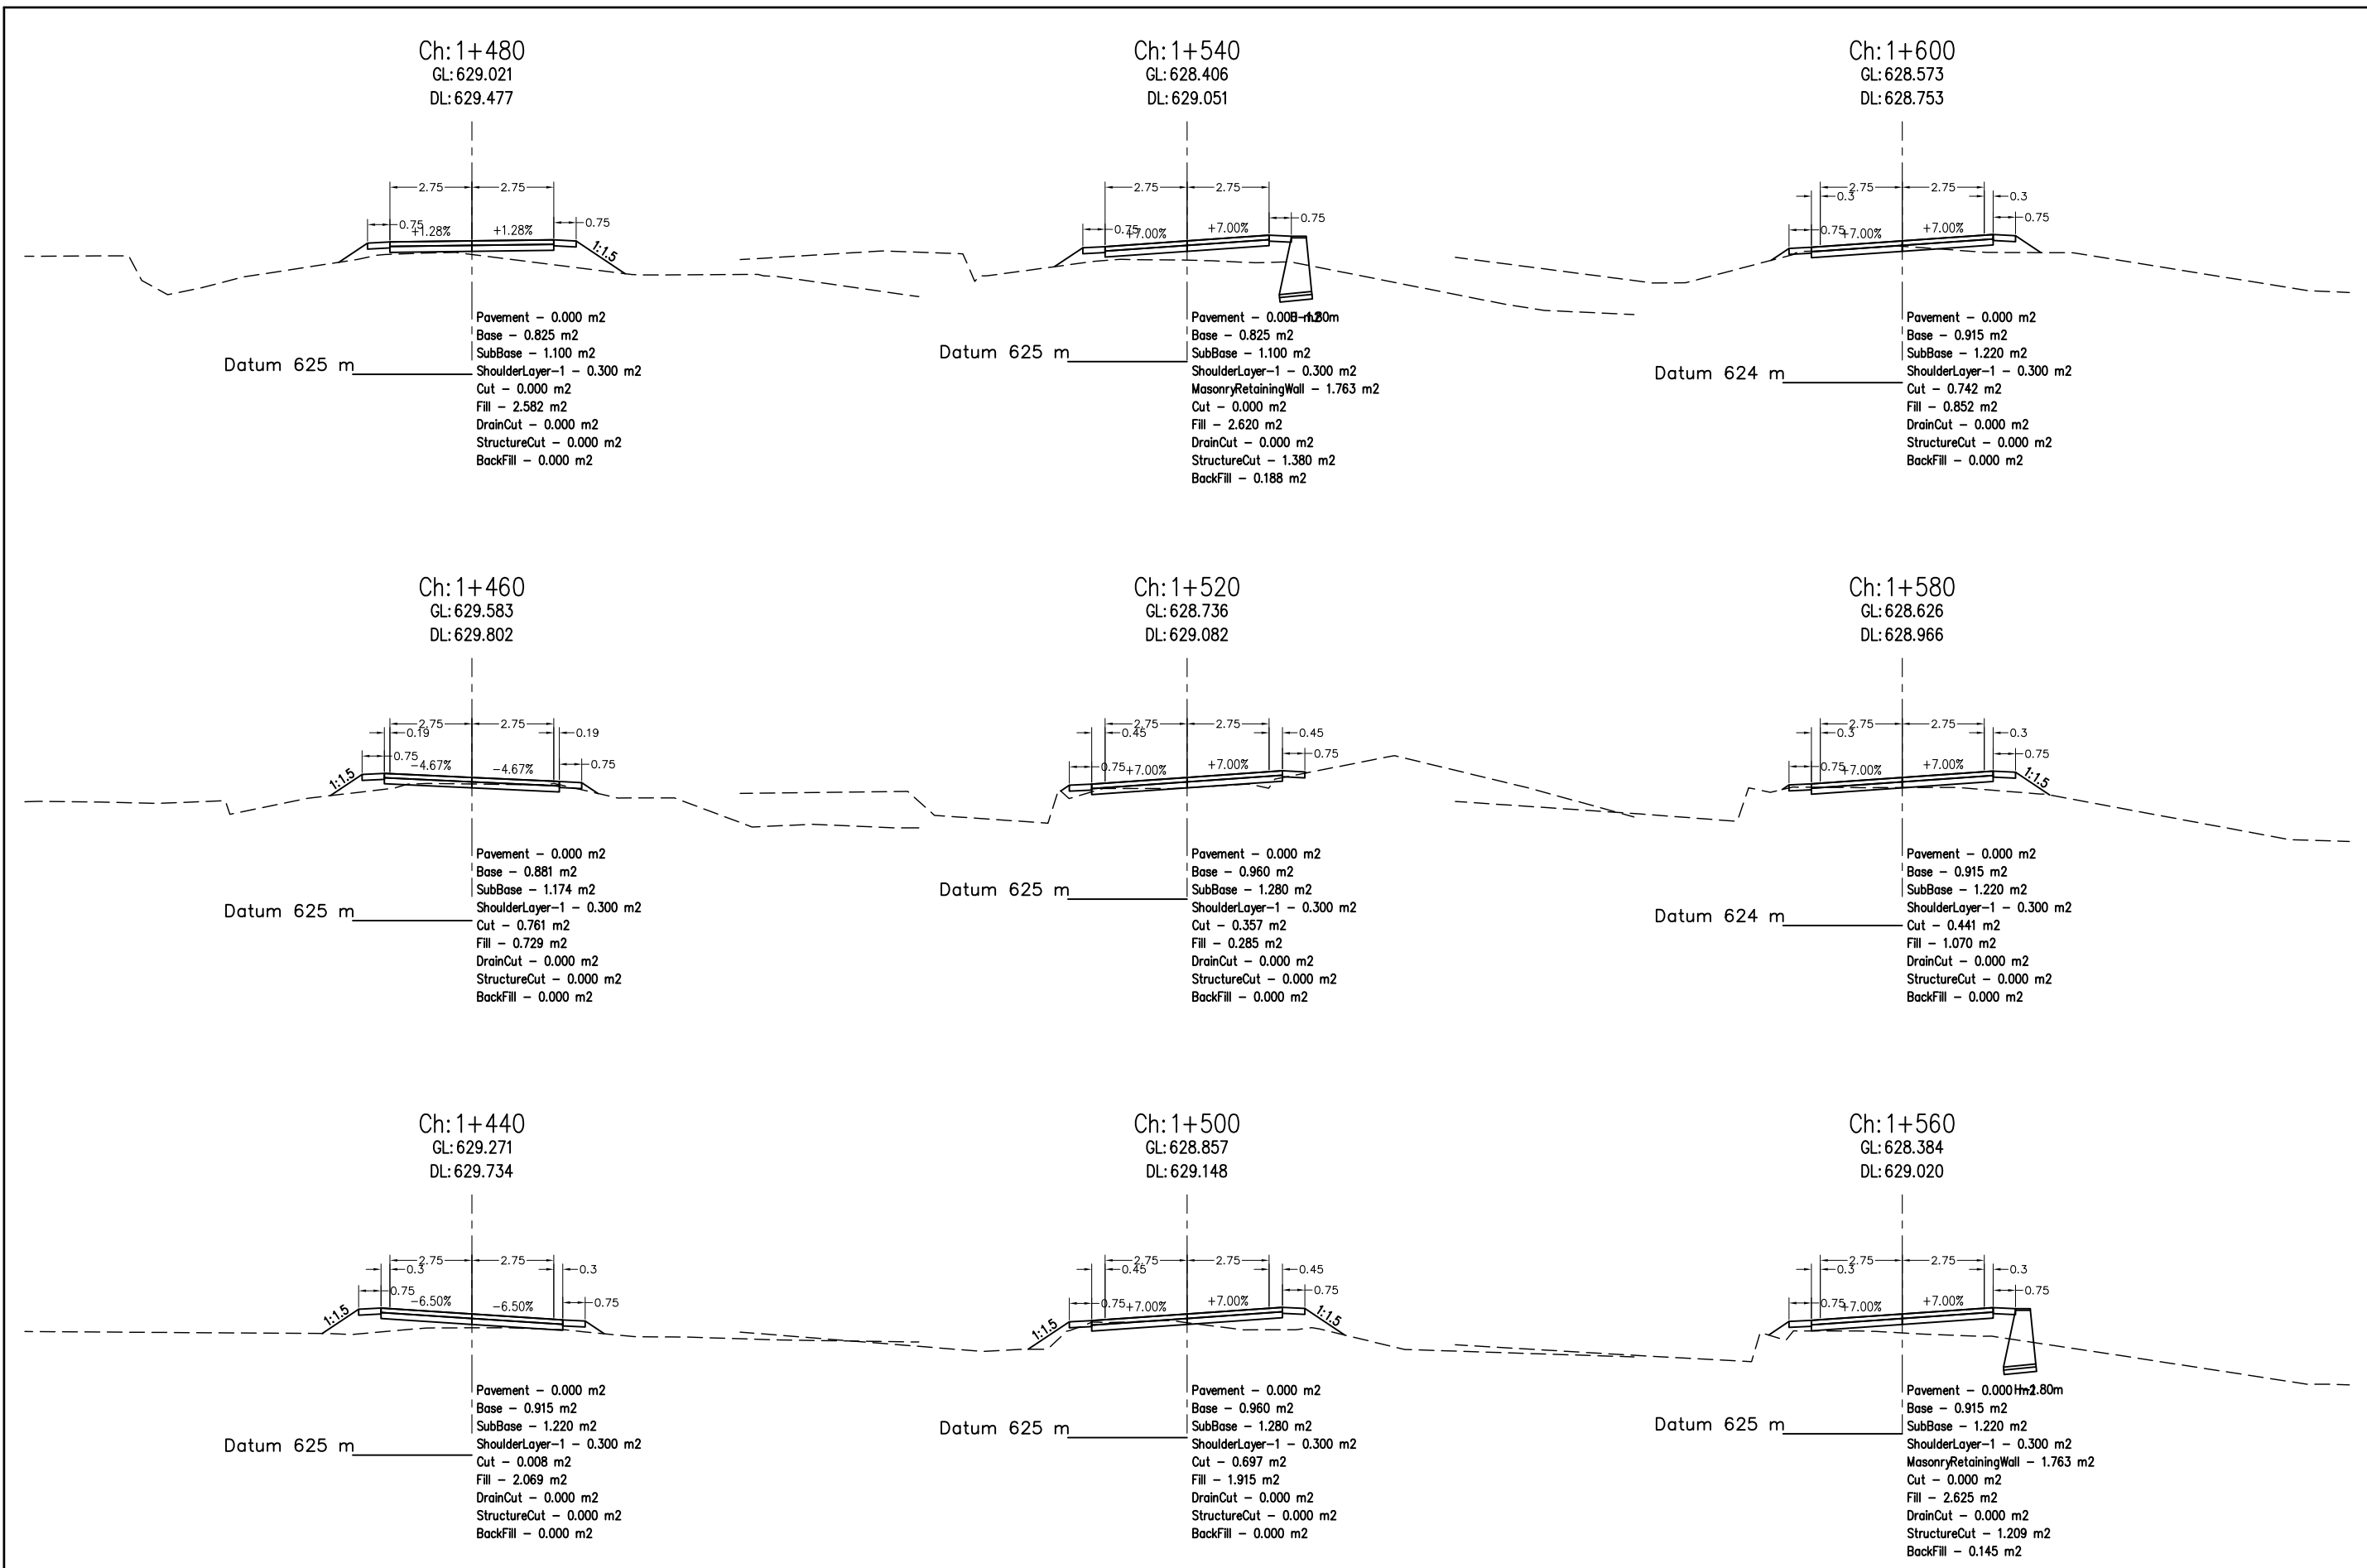 Ch:1+480
GL:629.021
DL:629.477
2.75
2.75
0.75
0.75
+1.28%
+1.28%
1:1.5
Pavement - 0.000 m2
Base - 0.825 m2
SubBase - 1.100 m2
ShoulderLayer-1 - 0.300 m2
Cut - 0.000 m2
Fill - 2.582 m2
DrainCut - 0.000 m2
StructureCut - 0.000 m2
BackFill - 0.000 m2
Datum 625 m
Ch:1+540
GL:628.406
DL:629.051
2.75
2.75
0.75
0.75
+7.00%
+7.00%
Pavement - 0.000 m2
H=1.80m
Base - 0.825 m2
SubBase - 1.100 m2
ShoulderLayer-1 - 0.300 m2
MasonryRetainingWall - 1.763 m2
Cut - 0.000 m2
Fill - 2.620 m2
DrainCut - 0.000 m2
StructureCut - 1.380 m2
BackFill - 0.188 m2
Datum 625 m
Ch:1+600
GL:628.573
DL:628.753
2.75
2.75
0.3
0.3
0.75
0.75
+7.00%
+7.00%
Pavement - 0.000 m2
Base - 0.915 m2
SubBase - 1.220 m2
ShoulderLayer-1 - 0.300 m2
Cut - 0.742 m2
Fill - 0.852 m2
DrainCut - 0.000 m2
StructureCut - 0.000 m2
BackFill - 0.000 m2
Datum 624 m
Ch:1+460
GL:629.583
DL:629.802
2.75
2.75
0.19
0.19
0.75
0.75
-4.67%
-4.67%
1:1.5
Pavement - 0.000 m2
Base - 0.881 m2
SubBase - 1.174 m2
ShoulderLayer-1 - 0.300 m2
Cut - 0.761 m2
Fill - 0.729 m2
DrainCut - 0.000 m2
StructureCut - 0.000 m2
BackFill - 0.000 m2
Datum 625 m
Ch:1+520
GL:628.736
DL:629.082
2.75
2.75
0.45
0.45
0.75
0.75
+7.00%
+7.00%
Pavement - 0.000 m2
Base - 0.960 m2
SubBase - 1.280 m2
ShoulderLayer-1 - 0.300 m2
Cut - 0.357 m2
Fill - 0.285 m2
DrainCut - 0.000 m2
StructureCut - 0.000 m2
BackFill - 0.000 m2
Datum 625 m
Ch:1+580
GL:628.626
DL:628.966
2.75
2.75
0.3
0.3
0.75
0.75
+7.00%
+7.00%
1:1.5
Pavement - 0.000 m2
Base - 0.915 m2
SubBase - 1.220 m2
ShoulderLayer-1 - 0.300 m2
Cut - 0.441 m2
Fill - 1.070 m2
DrainCut - 0.000 m2
StructureCut - 0.000 m2
BackFill - 0.000 m2
Datum 624 m
Ch:1+440
GL:629.271
DL:629.734
2.75
2.75
0.3
0.3
0.75
0.75
-6.50%
-6.50%
1:1.5
Pavement - 0.000 m2
Base - 0.915 m2
SubBase - 1.220 m2
ShoulderLayer-1 - 0.300 m2
Cut - 0.008 m2
Fill - 2.069 m2
DrainCut - 0.000 m2
StructureCut - 0.000 m2
BackFill - 0.000 m2
Datum 625 m
Ch:1+500
GL:628.857
DL:629.148
2.75
2.75
0.45
0.45
0.75
0.75
+7.00%
+7.00%
1:1.5
1:1.5
Pavement - 0.000 m2
Base - 0.960 m2
SubBase - 1.280 m2
ShoulderLayer-1 - 0.300 m2
Cut - 0.697 m2
Fill - 1.915 m2
DrainCut - 0.000 m2
StructureCut - 0.000 m2
BackFill - 0.000 m2
Datum 625 m
Ch:1+560
GL:628.384
DL:629.020
2.75
2.75
0.3
0.3
0.75
0.75
+7.00%
+7.00%
Pavement - 0.000 m2
H=1.80m
Base - 0.915 m2
SubBase - 1.220 m2
ShoulderLayer-1 - 0.300 m2
MasonryRetainingWall - 1.763 m2
Cut - 0.000 m2
Fill - 2.625 m2
DrainCut - 0.000 m2
StructureCut - 1.209 m2
BackFill - 0.145 m2
Datum 625 m